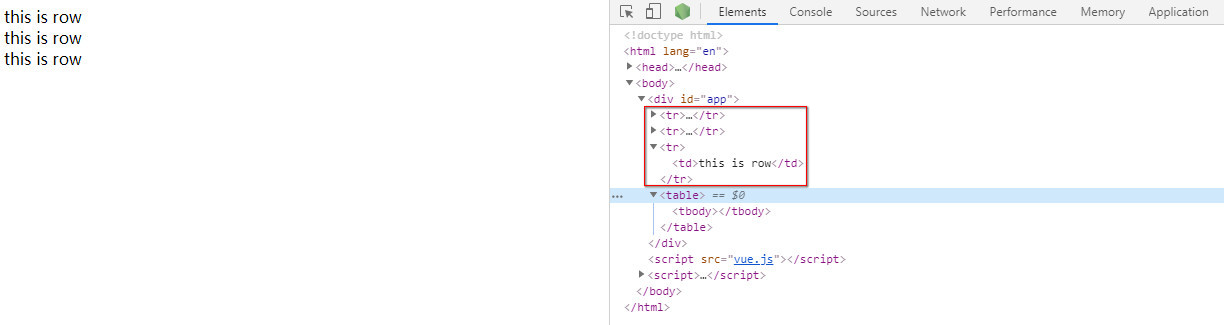 this is row
this is row
this is row
Elements Console Sources Network Performance Memory Application
<!doctype html>
<html lang="en">
<head>…</head>
<body>
<div id="app">
<tr>…</tr>
<tr>…</tr>
<tr>
<td>this is row</td>
</tr>
… <table> == $0
<tbody></tbody>
</table>
</div>
<script src="vue.js"></script>
<script>…</script>
</body>
</html>